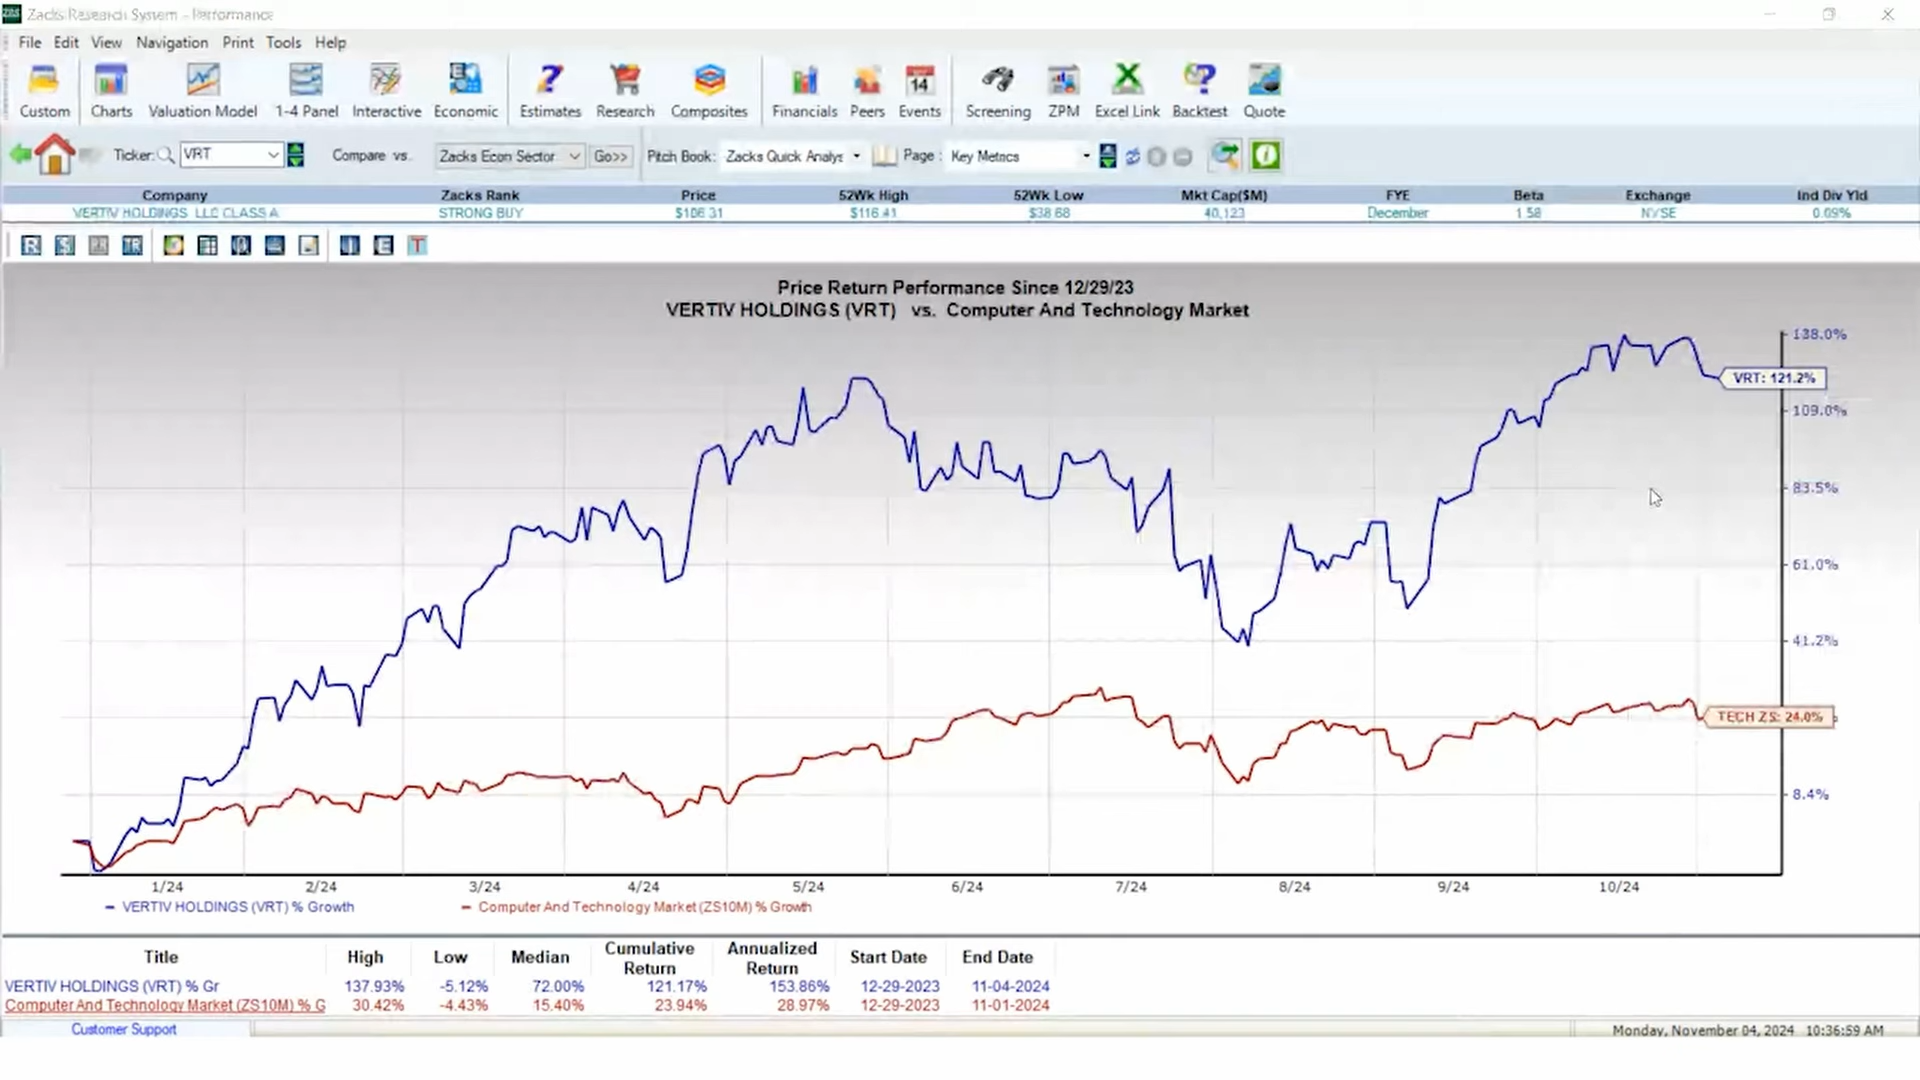 ZRS Zacks Research System - Performance
File Edit View Navigation Print Tools Help
14
Custom Charts Valuation Model 1-4 Panel Interactive Economic Estimates Research Composites Financials Peers Events Screening ZPM Excel Link Backtest Quote
Ticker: VRT Compare vs. Zacks Econ Sector Go>> Pitch Book: Zacks Quick Analys Page : Key Metrics
Company Zacks Rank Price 52Wk High 52Wk Low Mkt Cap($M) FYE Beta Exchange Ind Div Yld
VERTIV HOLDINGS LLC CLASS A STRONG BUY $106.31 $116.41 $38.68 40,123 December 1.58 NYSE 0.09%
R $ TR E T
Price Return Performance Since 12/29/23
VERTIV HOLDINGS (VRT) vs. Computer And Technology Market
138.0%
VRT: 121.2%
109.0%
83.5%
61.0%
41.2%
TECH ZS: 24.0%
8.4%
1/24 2/24 3/24 4/24 5/24 6/24 7/24 8/24 9/24 10/24
VERTIV HOLDINGS (VRT) % Growth Computer And Technology Market (ZS10M) % Growth
Title High Low Median Cumulative Return Annualized Return Start Date End Date
VERTIV HOLDINGS (VRT) % Gr 137.93% -5.12% 72.00% 121.17% 153.86% 12-29-2023 11-04-2024
Computer And Technology Market (ZS10M) % G 30.42% -4.43% 15.40% 23.94% 28.97% 12-29-2023 11-01-2024
Customer Support Monday, November 04, 2024 10:36:59 AM